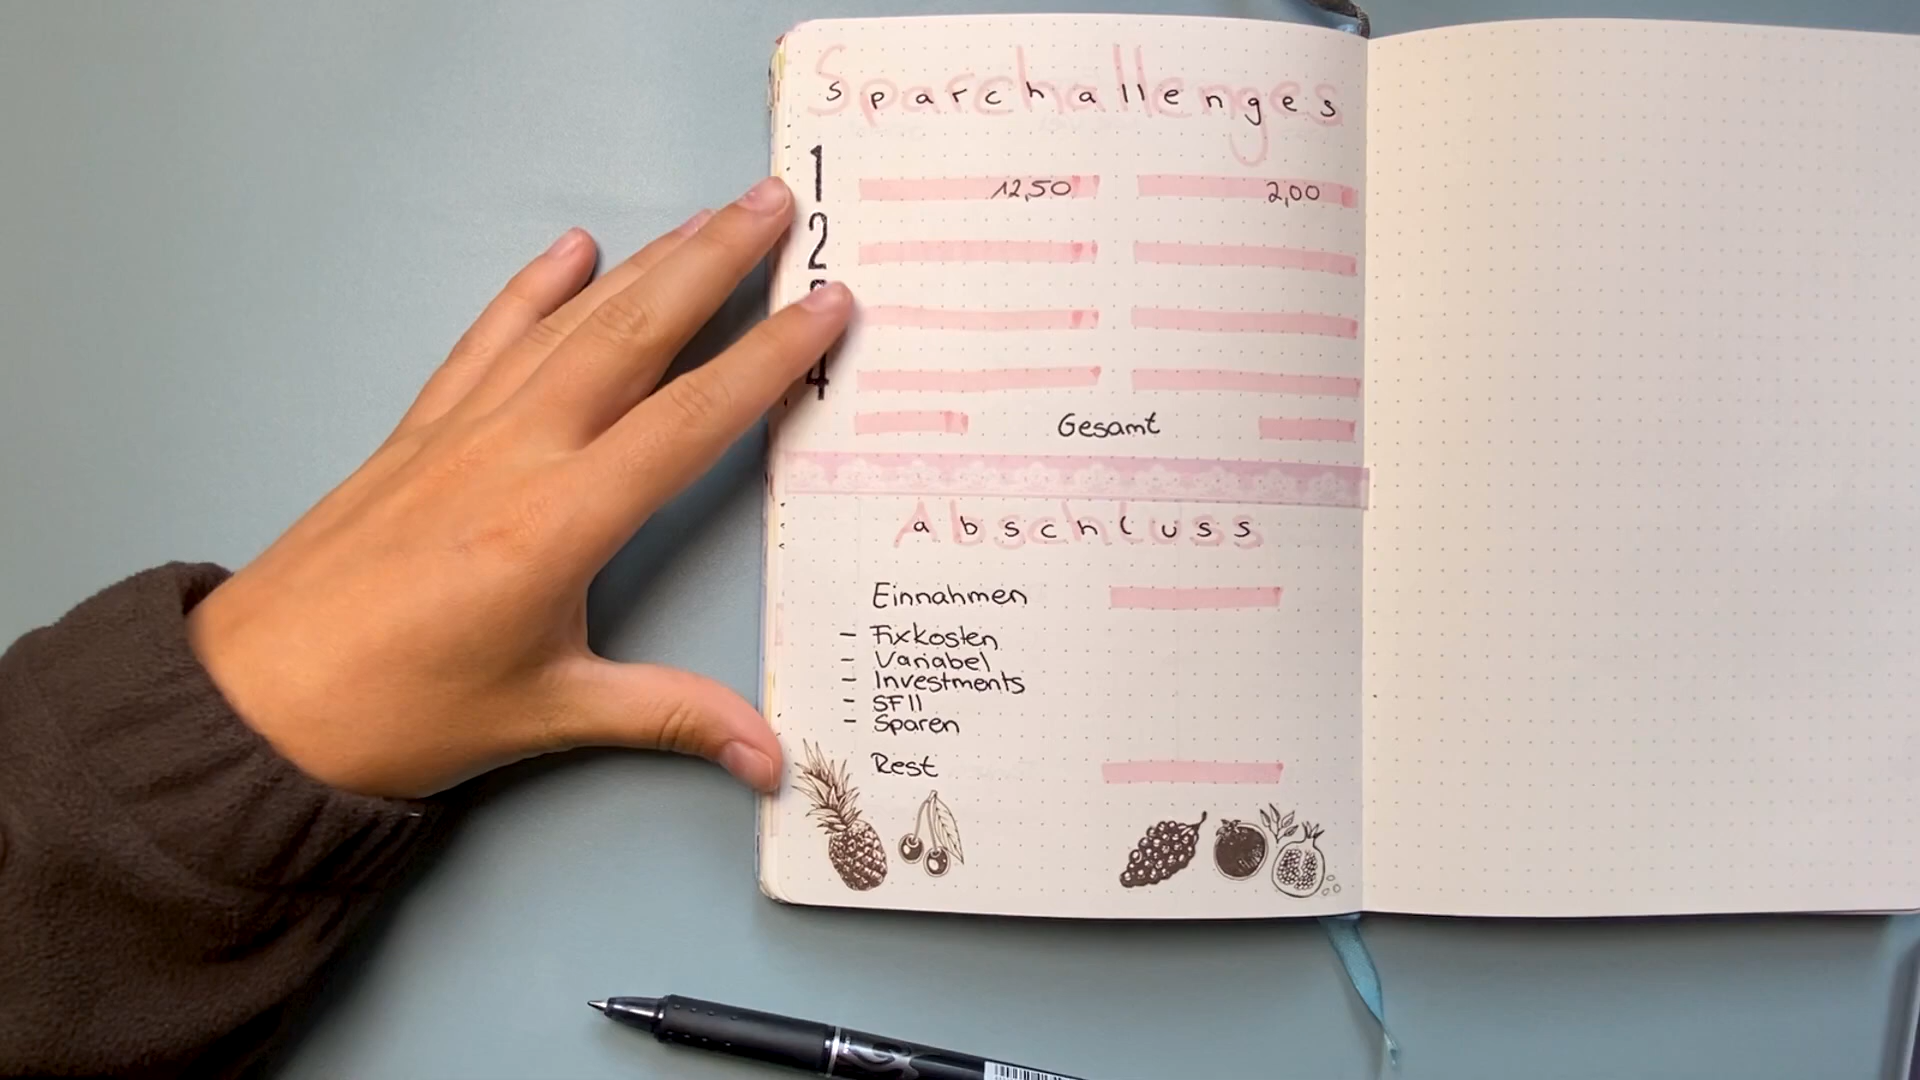 Sparchallenges
1 12,50 2,00
2
4
Gesamt
Abschluss
Einnahmen
- Fixkosten
- Variabel
- Investments
- SF11
- Sparen
Rest